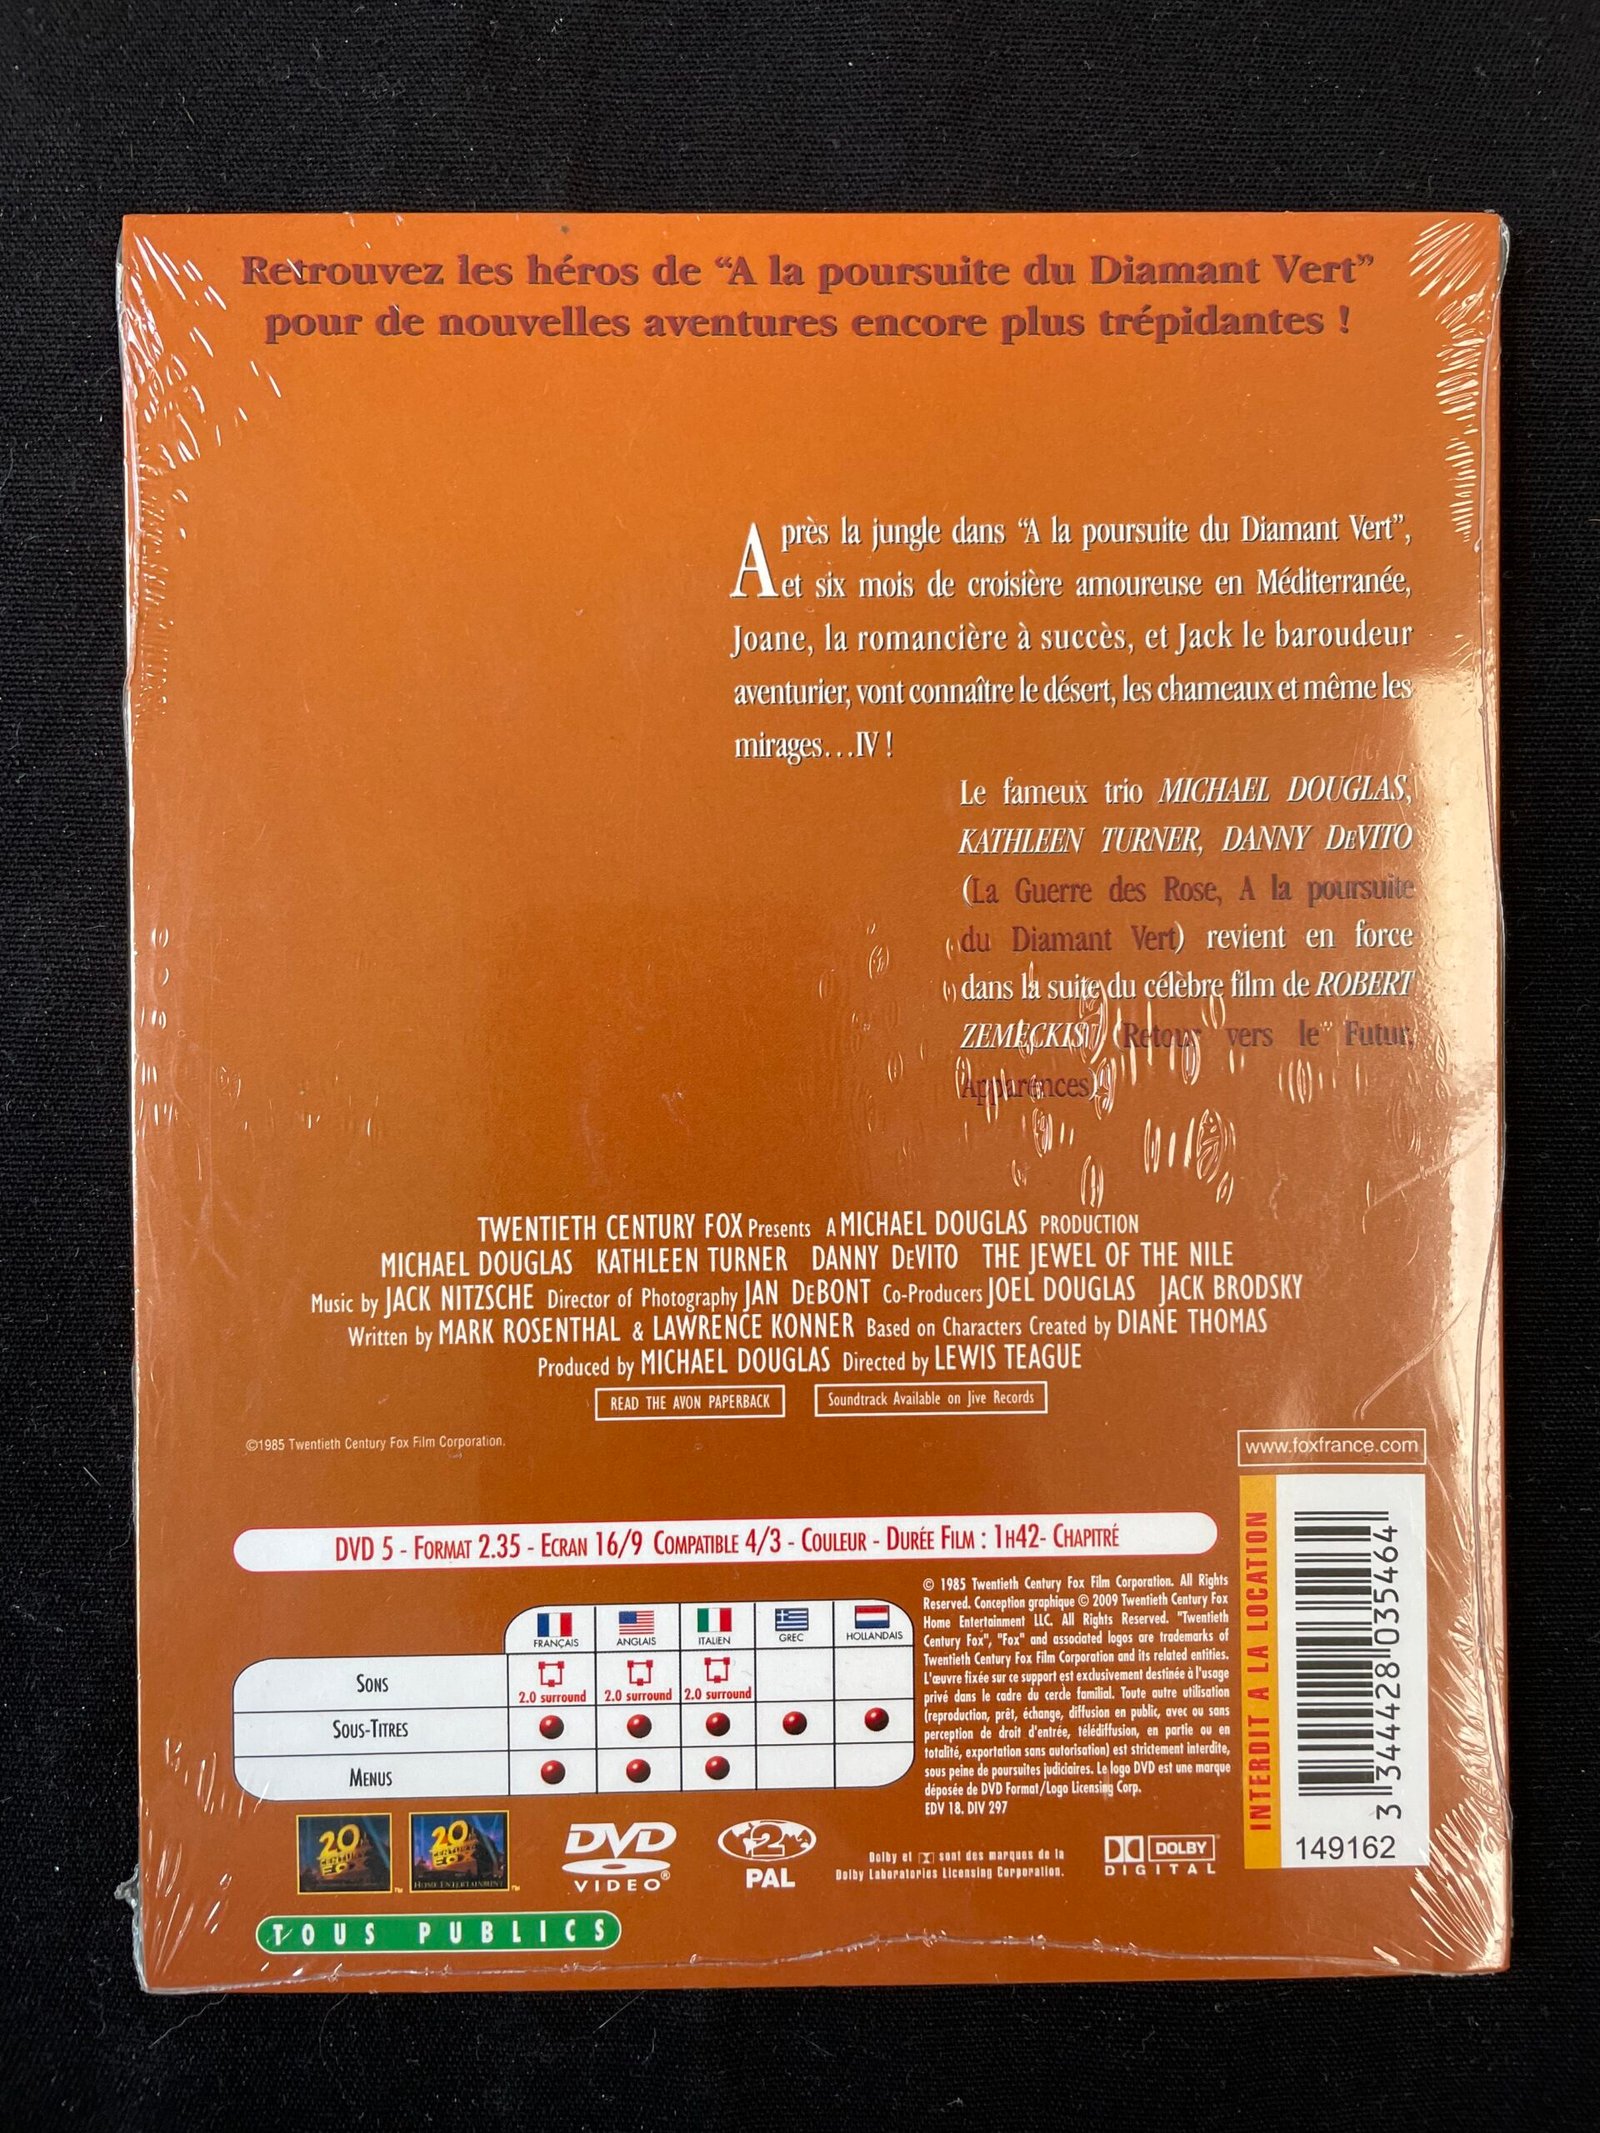 Retrouvez les héros de “A la poursuite du Diamant Vert”
pour de nouvelles aventures encore plus trépidantes !
Après la jungle dans “A la poursuite du Diamant Vert”,
et six mois de croisière amoureuse en Méditerranée,
Joane, la romancière à succès, et Jack le baroudeur
aventurier, vont connaître le désert, les chameaux et même les
mirages…IV !
Le fameux trio MICHAEL DOUGLAS,
KATHLEEN TURNER, DANNY DeVITO
(La Guerre des Rose, A la poursuite
du Diamant Vert) revient en force
dans la suite du célèbre film de ROBERT
ZEMECKIS (Retour vers le Futur,
Apparences)
TWENTIETH CENTURY FOX Presents A MICHAEL DOUGLAS PRODUCTION
MICHAEL DOUGLAS KATHLEEN TURNER DANNY DeVITO THE JEWEL OF THE NILE
Music by JACK NITZSCHE Director of Photography JAN DeBONT Co-Producers JOEL DOUGLAS JACK BRODSKY
Written by MARK ROSENTHAL & LAWRENCE KONNER Based on Characters Created by DIANE THOMAS
Produced by MICHAEL DOUGLAS Directed by LEWIS TEAGUE
READ THE AVON PAPERBACK Soundtrack Available on Jive Records
©1985 Twentieth Century Fox Film Corporation.
www.foxfrance.com
DVD 5 - Format 2.35 - Ecran 16/9 Compatible 4/3 - Couleur - Durée Film : 1h42- Chapitré
FRANÇAIS ANGLAIS ITALIEN GREC HOLLANDAIS
Sons 2.0 surround 2.0 surround 2.0 surround
Sous-Titres
Menus
© 1985 Twentieth Century Fox Film Corporation. All Rights
Reserved. Conception graphique © 2009 Twentieth Century Fox
Home Entertainment LLC. All Rights Reserved. "Twentieth
Century Fox", "Fox" and associated logos are trademarks of
Twentieth Century Fox Film Corporation and its related entities.
L'œuvre fixée sur ce support est exclusivement destinée à l'usage
privé dans le cadre du cercle familial. Toute autre utilisation
(reproduction, prêt, échange, diffusion en public, avec ou sans
perception de droit d'entrée, télédiffusion, en partie ou en
totalité, exportation sans autorisation) est strictement interdite,
sous peine de poursuites judiciaires. Le logo DVD est une marque
déposée de DVD Format/Logo Licensing Corp.
EDV 18. DIV 297
INTERDIT A LA LOCATION
3 344428 035464
149162
20th CENTURY FOX
20th CENTURY FOX
HOME ENTERTAINMENT
DVD
VIDEO
2
PAL
Dolby et sont des marques de la
Dolby Laboratories Licensing Corporation.
DOLBY
DIGITAL
TOUS PUBLICS